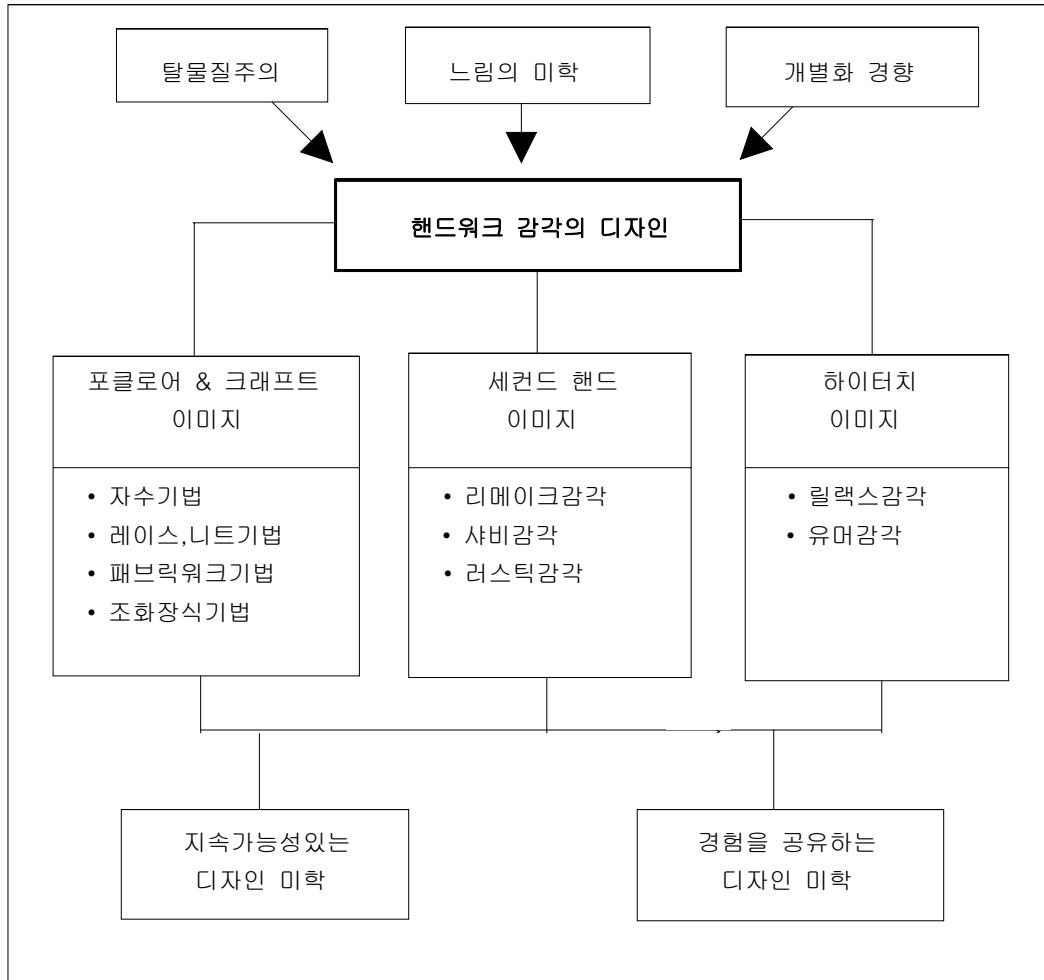 탈물질주의
느림의 미학
개별화 경향
핸드워크 감각의 디자인
포클로어 & 크래프트
이미지
• 자수기법
• 레이스,니트기법
• 패브릭워크기법
• 조화장식기법
세컨드 핸드
이미지
• 리메이크감각
• 샤비감각
• 러스틱감각
하이터치
이미지
• 릴랙스감각
• 유머감각
지속가능성있는
디자인 미학
경험을 공유하는
디자인 미학